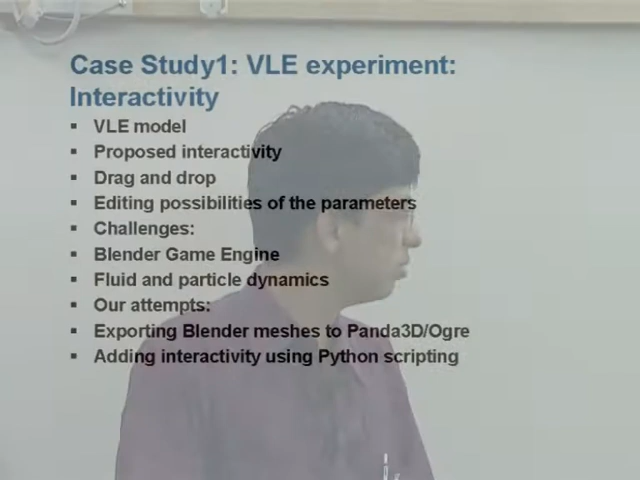 Case Study1: VLE experiment:
Interactivity
▪ VLE model
▪ Proposed interactivity
▪ Drag and drop
▪ Editing possibilities of the parameters
▪ Challenges:
▪ Blender Game Engine
▪ Fluid and particle dynamics
▪ Our attempts:
▪ Exporting Blender meshes to Panda3D/Ogre
▪ Adding interactivity using Python scripting